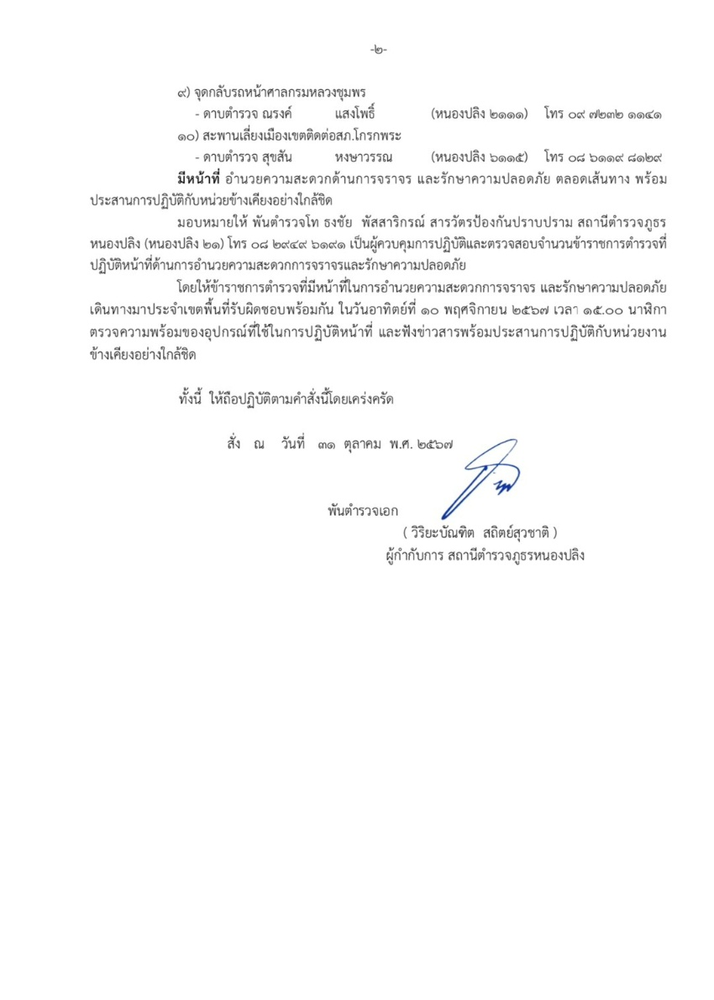 -๒-
๙) จุดกลับรถหน้าศาลกรมหลวงชุมพร
- ดาบตำรวจ ณรงค์ แสงโพธิ์ (หนองปลิง ๒๑๑๑) โทร ๐๙ ๗๒๓๒ ๑๑๔๑
๑๐) สะพานเลี่ยงเมืองเขตติดต่อสภ.โกรกพระ
- ดาบตำรวจ สุขสัน หงษาวรรณ (หนองปลิง ๖๑๑๕) โทร ๐๘ ๖๑๑๙ ๘๑๒๙
มีหน้าที่ อำนวยความสะดวกด้านการจราจร และรักษาความปลอดภัย ตลอดเส้นทาง พร้อม
ประสานการปฏิบัติกับหน่วยข้างเคียงอย่างใกล้ชิด
มอบหมายให้ พันตำรวจโท ธงชัย พัสสาริกรณ์ สารวัตรป้องกันปราบปราม สถานีตำรวจภูธร
หนองปลิง (หนองปลิง ๒๑) โทร ๐๘ ๒๙๔๙ ๖๑๙๑ เป็นผู้ควบคุมการปฏิบัติและตรวจสอบจำนวนข้าราชการตำรวจที่
ปฏิบัติหน้าที่ด้านการอำนวยความสะดวกการจราจรและรักษาความปลอดภัย
โดยให้ข้าราชการตำรวจที่มีหน้าที่ในการอำนวยความสะดวกการจราจร และรักษาความปลอดภัย
เดินทางมาประจำเขตพื้นที่รับผิดชอบพร้อมกัน ในวันอาทิตย์ที่ ๑๐ พฤศจิกายน ๒๕๖๗ เวลา ๑๕.๐๐ นาฬิกา
ตรวจความพร้อมของอุปกรณ์ที่ใช้ในการปฏิบัติหน้าที่ และฟังข่าวสารพร้อมประสานการปฏิบัติกับหน่วยงาน
ข้างเคียงอย่างใกล้ชิด
ทั้งนี้ ให้ถือปฏิบัติตามคำสั่งนี้โดยเคร่งครัด
สั่ง ณ วันที่ ๓๑ ตุลาคม พ.ศ. ๒๕๖๗
พันตำรวจเอก
( วิริยะบัณฑิต สถิตย์สุวชาติ )
ผู้กำกับการ สถานีตำรวจภูธรหนองปลิง